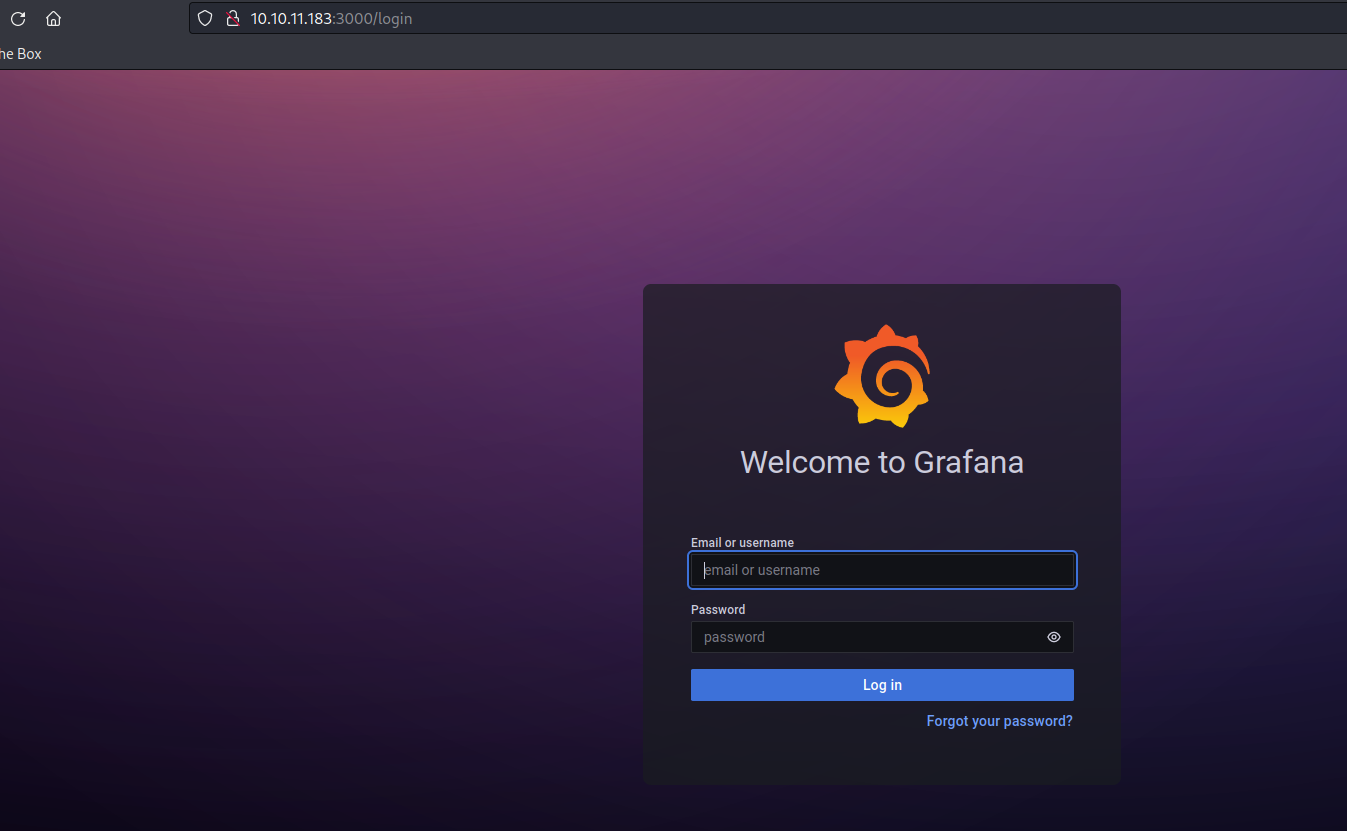 10.10.11.183:3000/login
he Box
Welcome to Grafana
Email or username
email or username
Password
password
Log in
Forgot your password?